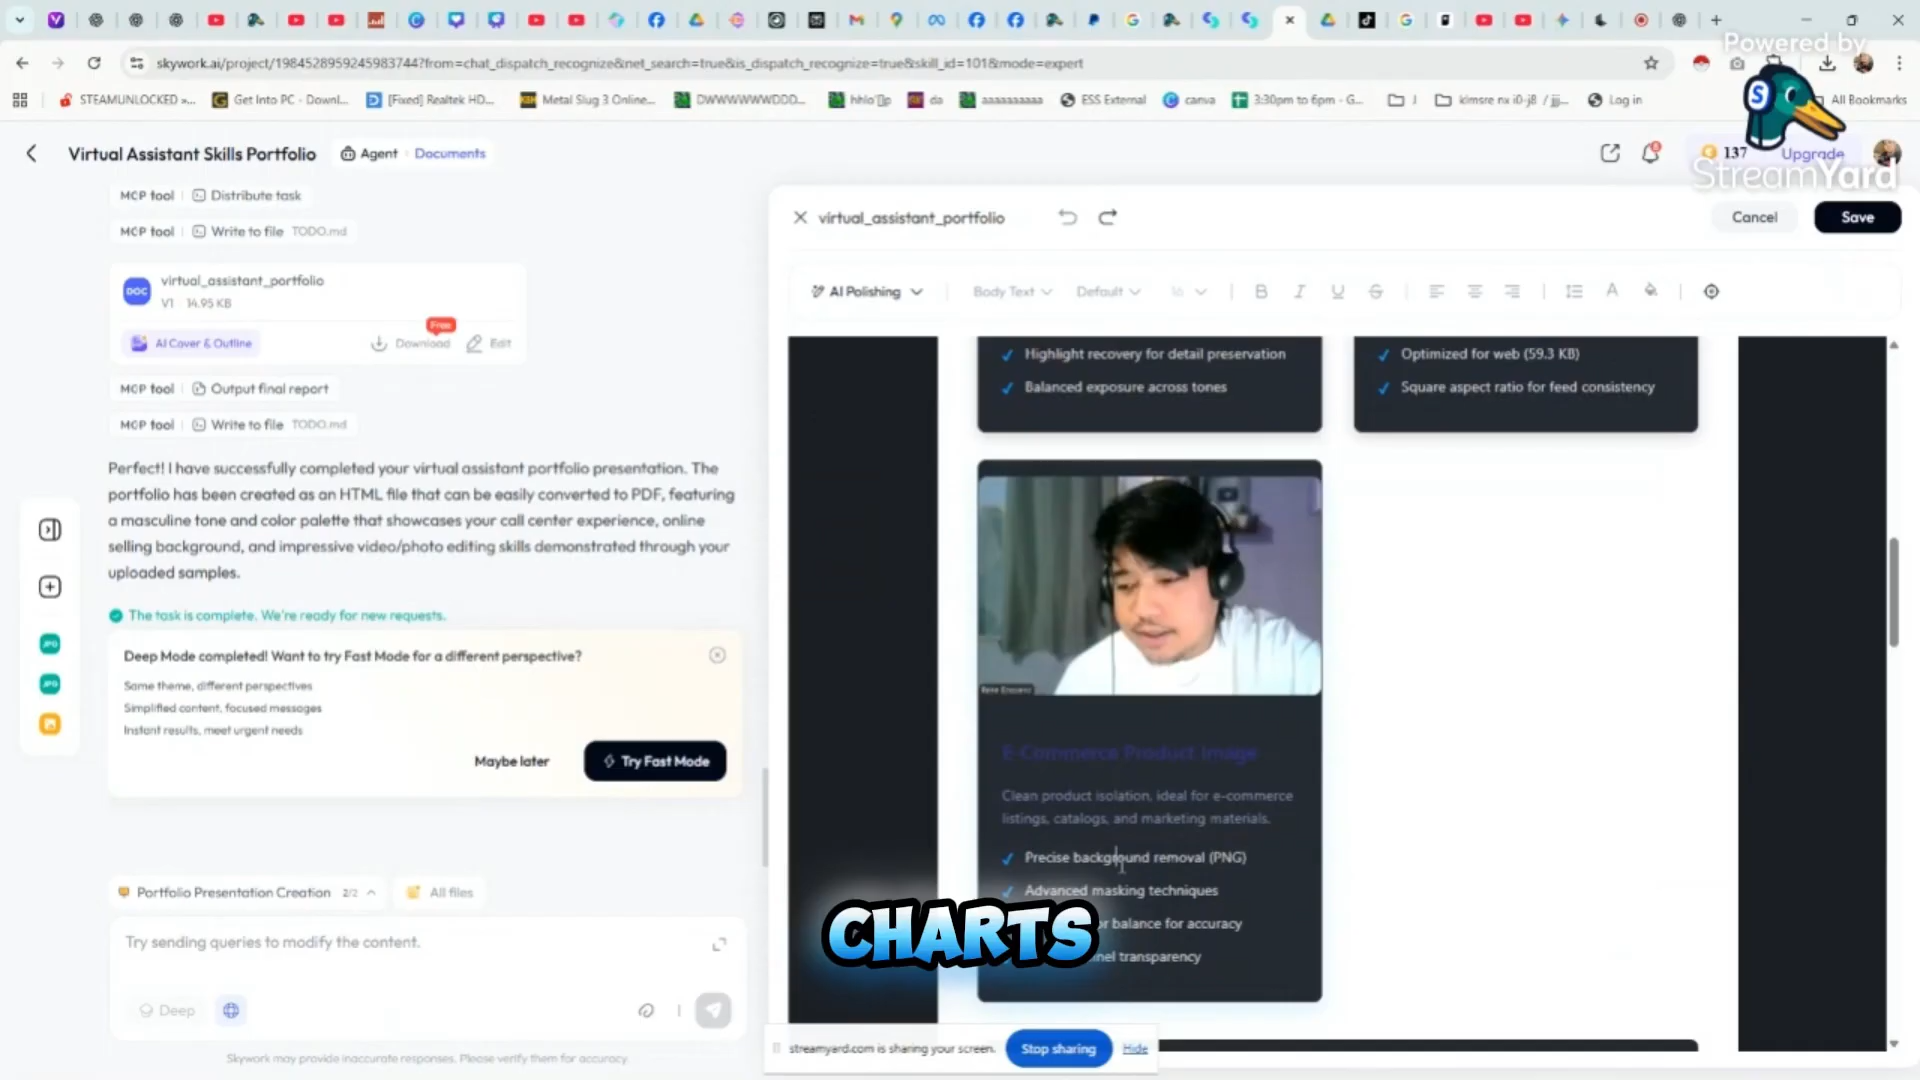 skywork.ai/project/1984528959245983744?from=chat_dispatch_recognize&net_search=true&is_dispatch_recognize=true&skill_id=101&mode=expert
Powered by
StreamYard
STEAMUNLOCKED »...
Get Into PC - Downl...
[Fixed] Realtek HD...
Metal Slug 3 Online...
DWWWWWDDD...
da
aaaaaaaaaa
ESS External
canva
3:30pm to 6pm - G...
J
Log in
All Bookmarks
Virtual Assistant Skills Portfolio
Agent
Documents
137
Upgrade
MCP tool | Distribute task
MCP tool | Write to file TODO.md
DOC
virtual_assistant_portfolio
V1 14.95 KB
AI Cover & Outline
Free
Download
Edit
MCP tool | Output final report
MCP tool | Write to file TODO.md
Perfect! I have successfully completed your virtual assistant portfolio presentation. The
portfolio has been created as an HTML file that can be easily converted to PDF, featuring
a masculine tone and color palette that showcases your call center experience, online
selling background, and impressive video/photo editing skills demonstrated through your
uploaded samples.
The task is complete. We're ready for new requests.
Deep Mode completed! Want to try Fast Mode for a different perspective?
Same theme, different perspectives
Simplified content, focused messages
Instant results, meet urgent needs
Maybe later
Try Fast Mode
JPG
JPG
Portfolio Presentation Creation 2/2
All files
Try sending queries to modify the content.
Deep
Skywork may provide inaccurate responses. Please verify them for accuracy.
virtual_assistant_portfolio
Cancel
Save
AI Polishing
Body Text
Default
16
B
I
U
S
A
Highlight recovery for detail preservation
Balanced exposure across tones
Optimized for web (59.3 KB)
Square aspect ratio for feed consistency
E-Commerce Product Image
Clean product isolation, ideal for e-commerce
listings, catalogs, and marketing materials.
Precise background removal (PNG)
Advanced masking techniques
balance for accuracy
transparency
CHARTS
streamyard.com is sharing your screen.
Stop sharing
Hide